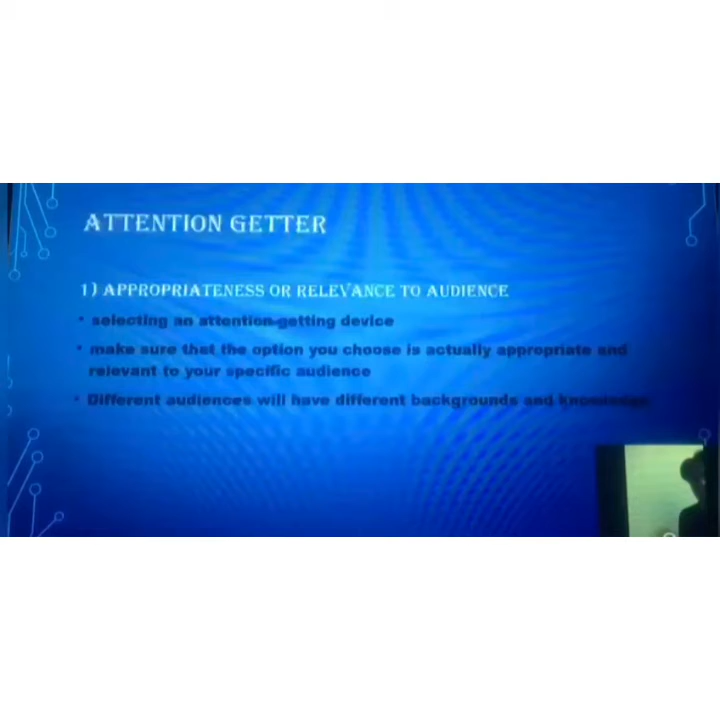 ATTENTION GETTER
1) APPROPRIATENESS OR RELEVANCE TO AUDIENCE
• selecting an attention-getting device
• make sure that the option you choose is actually appropriate and
relevant to your specific audience
• Different audiences will have different backgrounds and knowledge